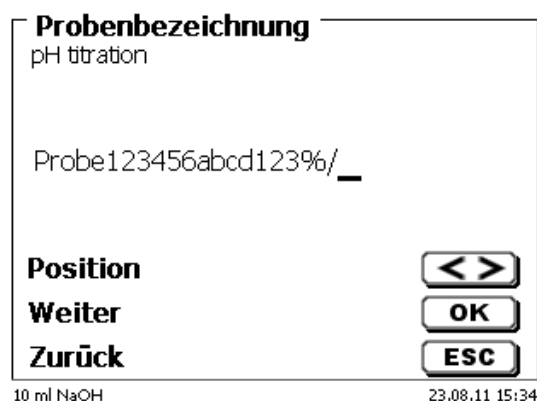 Probenbezeichnung
pH titration
Probe123456abcd123%/_
Position < >
Weiter OK
Zurück ESC
10 ml NaOH 23.08.11 15:34